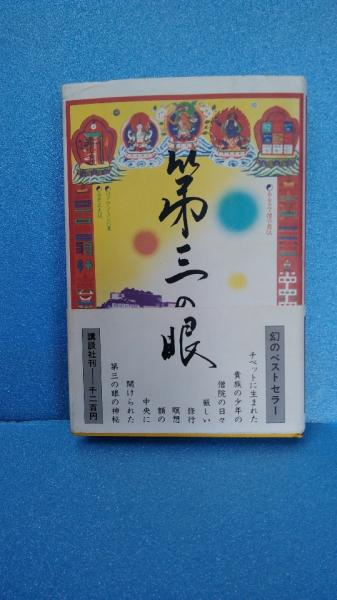 第三の眼
幻のベストセラー
チベットに生まれた
貴族の少年の
僧院の日々
厳しい
修行
瞑想
額の
中央に
開けられた
第三の眼の神秘
講談社刊――千二百円